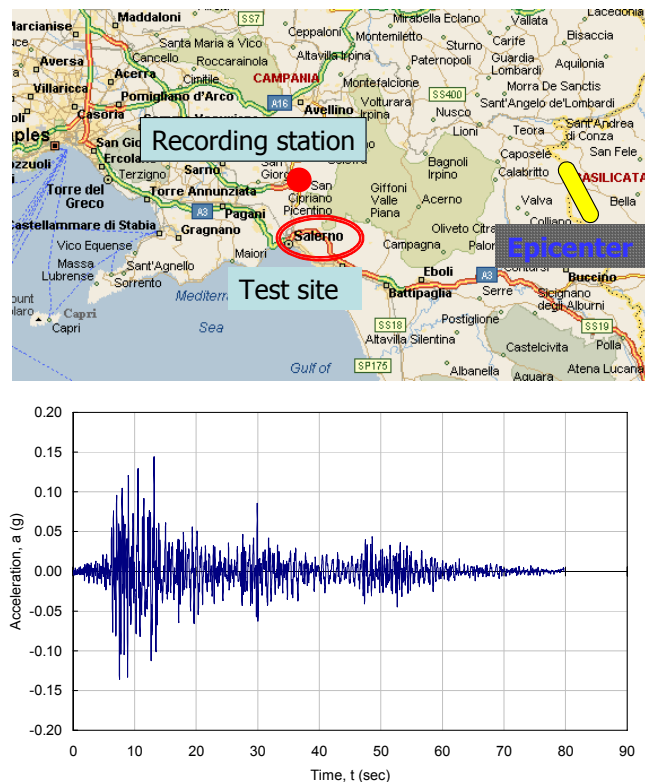 Marcianise
Maddaloni
SS7
Ceppaloni
Mirabella Eclano
Vallata
Lacedonia
Santa Maria a Vico
Montemiletto
Sturno
Carife
Bisaccia
Aversa
Cancello
Roccarainola
Altavilla Irpina
Paternopoli
Guardia
Lombardi
Aquilonia
Acerra
Cimitile
CAMPANIA
Montefalcione
Morra De Sanctis
Villaricca
Pomigliano d'Arco
A16
Volturara
Irpina
SS400
Sant'Angelo de'Lombardi
Casoria
Avellino
Nusco
Lioni
Teora
Sant'Andrea
di Conza
Recording station
Ercolano
Terzigno
Sarno
Bagnoli
Irpino
Caposele
Calabritto
San Fele
BASILICATA
Torre del
Greco
Torre Annunziata
San
Cipriano
Picentino
Giffoni
Valle
Piana
Acerno
Valva
Bella
A3
Pagani
Colliano
Castellammare di Stabia
Gragnano
Salerno
Oliveto Citra
Epicenter
Vico Equense
Maiori
Campagna
Massa
Lubrense
Sant'Agnello
Sorrento
Test site
Eboli
A3
Buccino
Capri
Capri
Battipaglia
Serre
Sicignano
degli Alburni
Sea
SS18
Postiglione
SS19
Altavilla Silentina
Castelcivita
Polla
Gulf of
SP175
Albanella
Aquara
Atena Lucana
0.20
0.15
0.10
0.05
0.00
-0.05
-0.10
-0.15
-0.20
Acceleration, a (g)
0 10 20 30 40 50 60 70 80 90
Time, t (sec)